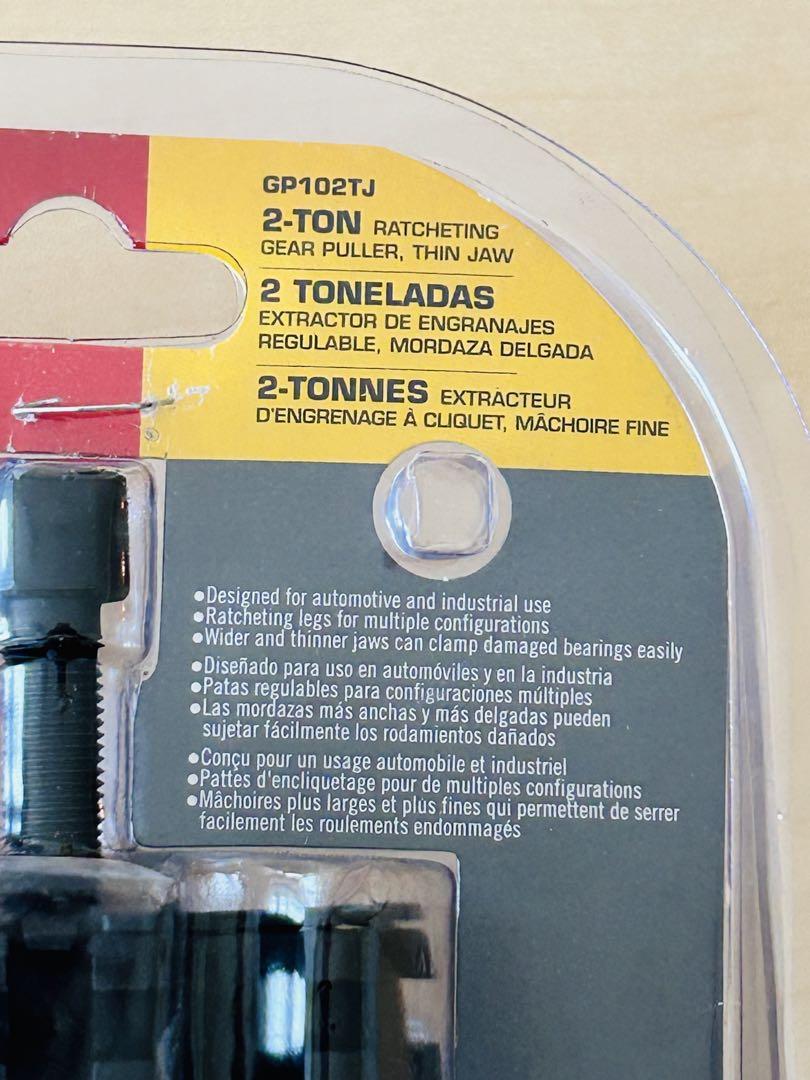 GP102TJ
2-TON RATCHETING
GEAR PULLER, THIN JAW
2 TONELADAS
EXTRACTOR DE ENGRANAJES
REGULABLE, MORDAZA DELGADA
2-TONNES EXTRACTEUR
D'ENGRENAGE À CLIQUET, MÂCHOIRE FINE
●Designed for automotive and industrial use
●Ratcheting legs for multiple configurations
●Wider and thinner jaws can clamp damaged bearings easily
●Diseñado para uso en automóviles y en la industria
●Patas regulables para configuraciones múltiples
●Las mordazas más anchas y más delgadas pueden
sujetar fácilmente los rodamientos dañados
●Conçu pour un usage automobile et industriel
●Pattes d'encliquetage pour de multiples configurations
●Mâchoires plus larges et plus fines qui permettent de serrer
facilement les roulements endommagés